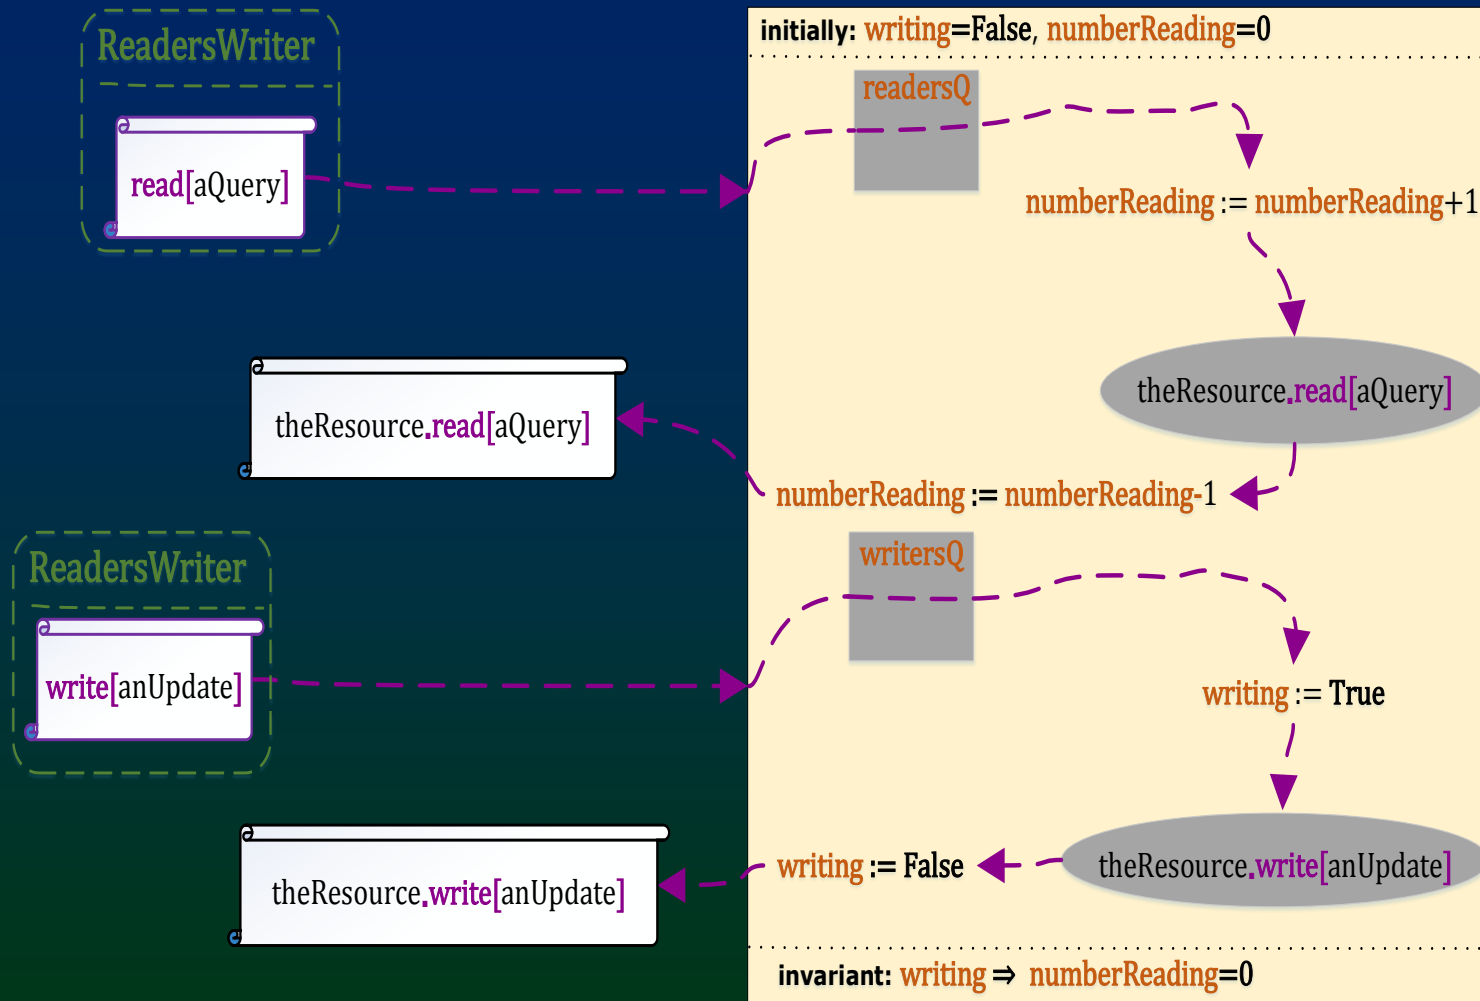 ReadersWriter
read[aQuery]
initially: writing=False, numberReading=0
readersQ
numberReading := numberReading+1
theResource.read[aQuery]
theResource.read[aQuery]
numberReading := numberReading-1
ReadersWriter
write[anUpdate]
writersQ
writing := True
theResource.write[anUpdate]
writing := False
theResource.write[anUpdate]
invariant: writing ⇒ numberReading=0